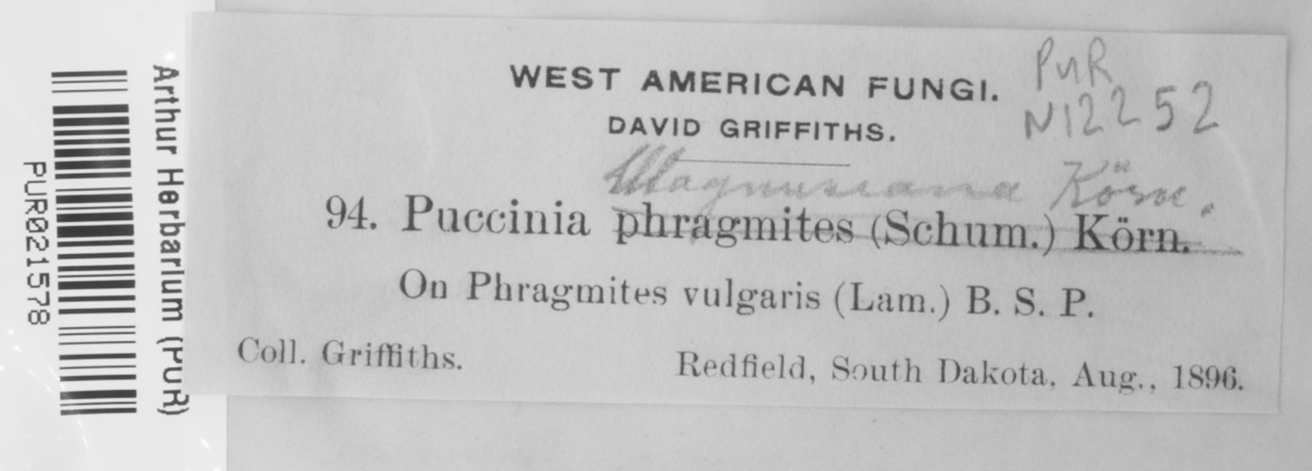 WEST AMERICAN FUNGI.
DAVID GRIFFITHS.
PUR
N12252
Magnusiana Körn.
94. Puccinia phragmites (Schum.) Körn.
On Phragmites vulgaris (Lam.) B. S. P.
Coll. Griffiths.
Redfield, South Dakota, Aug., 1896.
Arthur Herbarium (PUR)
PUR021578